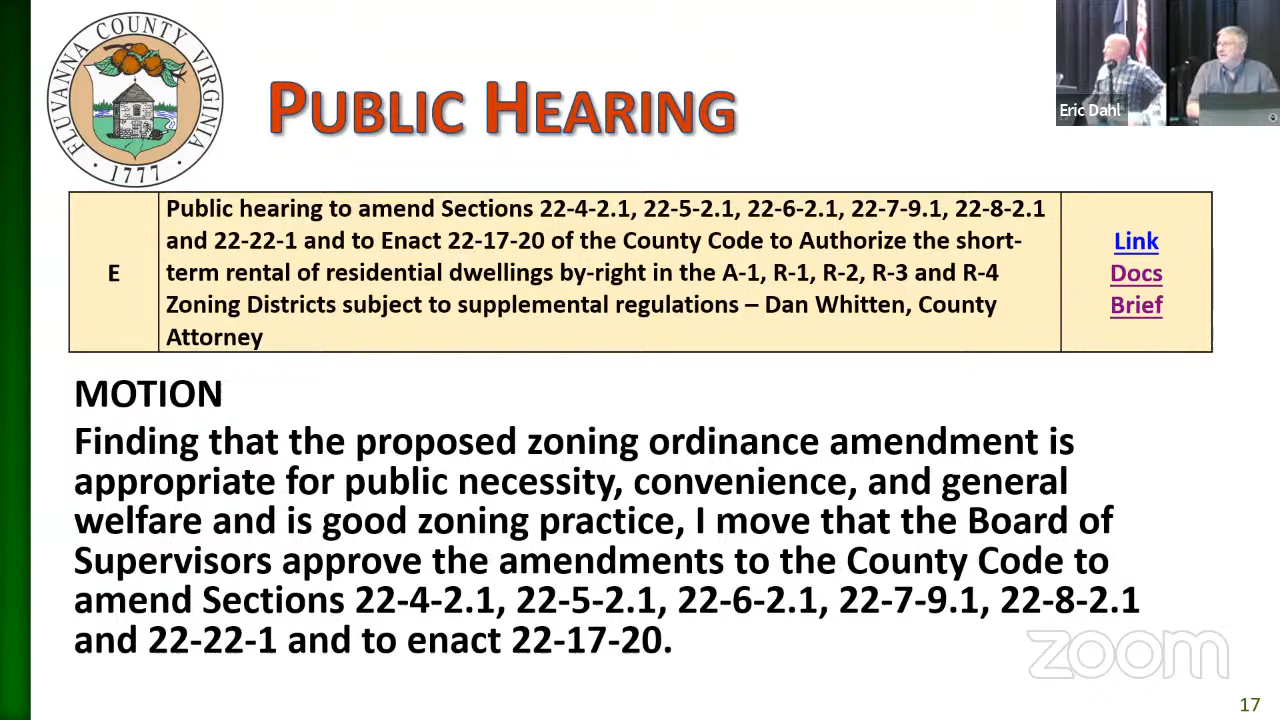 FLUVANNA COUNTY VIRGINIA
· 1777 ·
PUBLIC HEARING
Eric Dahl
E
Public hearing to amend Sections 22-4-2.1, 22-5-2.1, 22-6-2.1, 22-7-9.1, 22-8-2.1
and 22-22-1 and to Enact 22-17-20 of the County Code to Authorize the short-
term rental of residential dwellings by-right in the A-1, R-1, R-2, R-3 and R-4
Zoning Districts subject to supplemental regulations – Dan Whitten, County
Attorney
Link
Docs
Brief
MOTION
Finding that the proposed zoning ordinance amendment is
appropriate for public necessity, convenience, and general
welfare and is good zoning practice, I move that the Board of
Supervisors approve the amendments to the County Code to
amend Sections 22-4-2.1, 22-5-2.1, 22-6-2.1, 22-7-9.1, 22-8-2.1
and 22-22-1 and to enact 22-17-20.
zoom
17